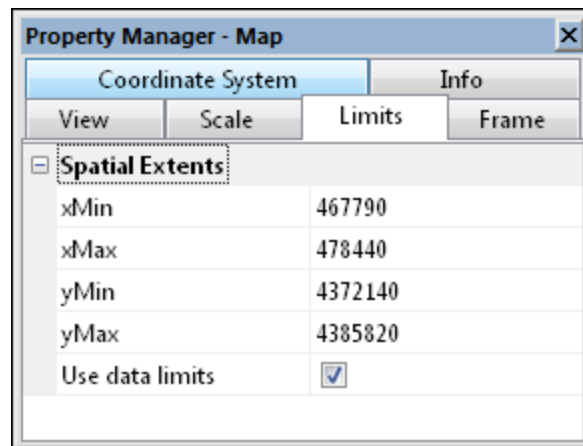 Property Manager - Map
Coordinate System Info
View Scale Limits Frame
Spatial Extents
xMin 467790
xMax 478440
yMin 4372140
yMax 4385820
Use data limits